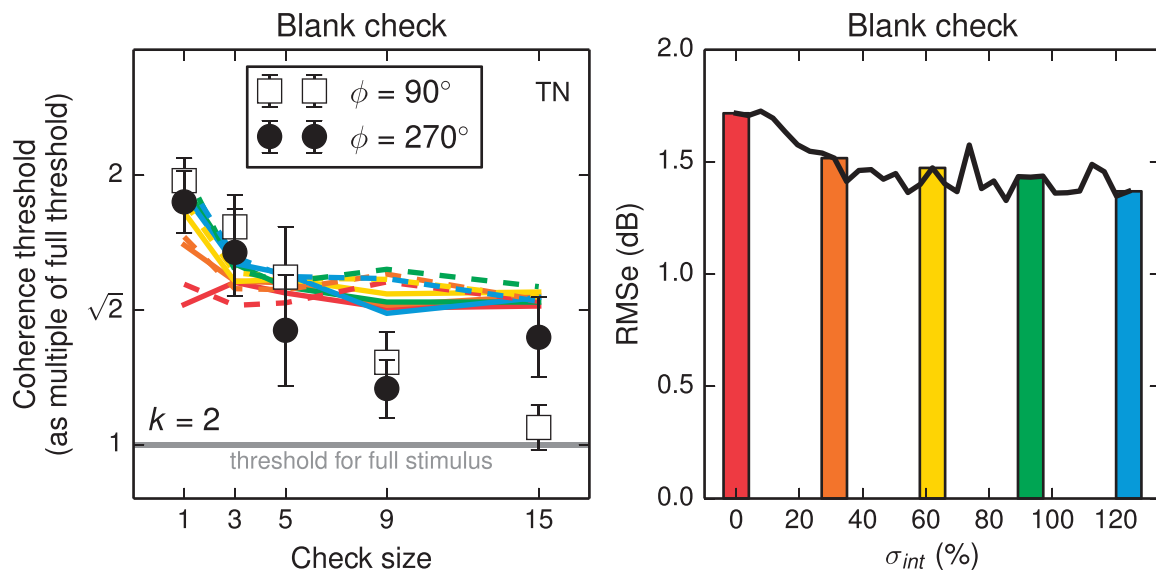 Blank check
Coherence threshold
(as multiple of full threshold)
2
√2
1
ϕ = 90°
ϕ = 270°
TN
k = 2
threshold for full stimulus
1 3 5 9 15
Check size
Blank check
RMSe (dB)
2.0
1.5
1.0
0.5
0.0
0 20 40 60 80 100 120
σint (%)